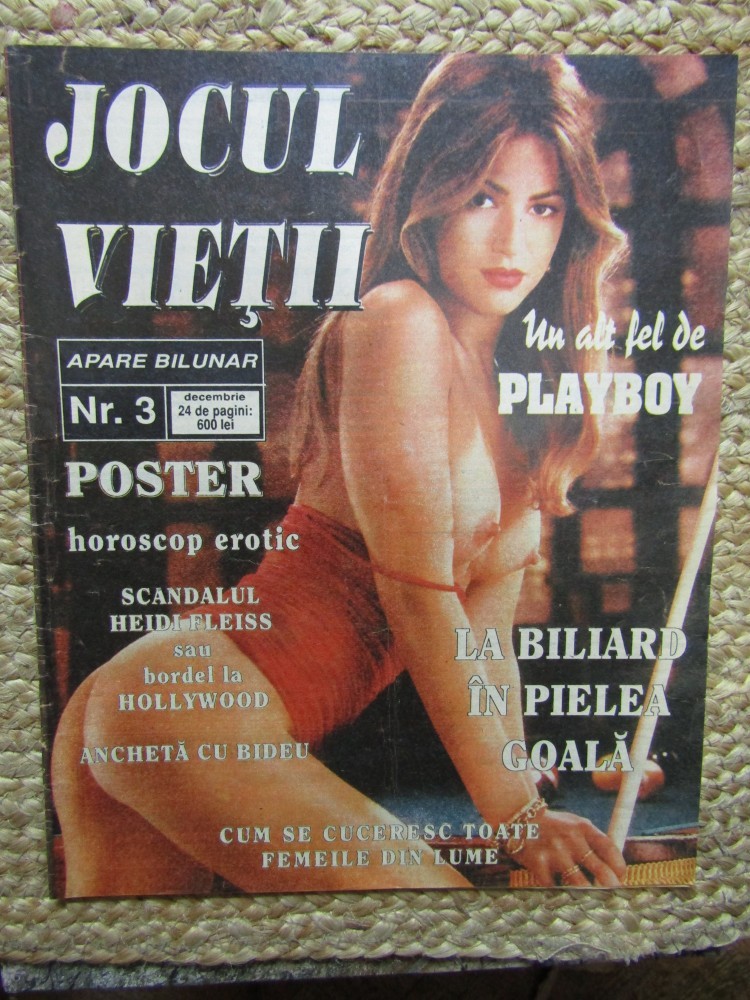 JOCUL
VIEȚII
APARE BILUNAR
Nr. 3
decembrie
24 de pagini:
600 lei
Un alt fel de
PLAYBOY
POSTER
horoscop erotic
SCANDALUL
HEIDI FLEISS
sau
bordel la
HOLLYWOOD
ANCHETĂ CU BIDEU
LA BILIARD
ÎN PIELEA
GOALĂ
CUM SE CUCERESC TOATE
FEMEILE DIN LUME